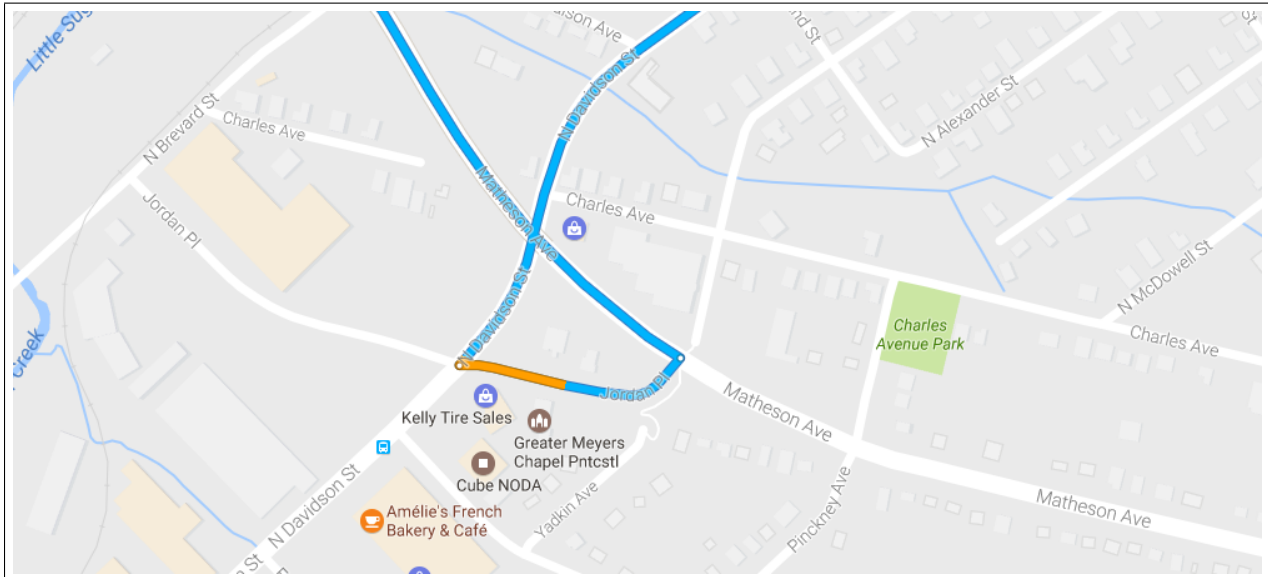 Little Sug
N Brevard St
Charles Ave
Jordan Pl
Creek
Matheson Ave
N Davidson St
N Davidson St
Charles Ave
N Alexander St
N McDowell St
Charles Ave
Charles
Avenue Park
Jordan Pl
Matheson Ave
Matheson Ave
Kelly Tire Sales
Greater Meyers
Chapel Pntcstl
Cube NODA
Yadkin Ave
Pinckney Ave
N Davidson St
Amélie's French
Bakery & Café
St